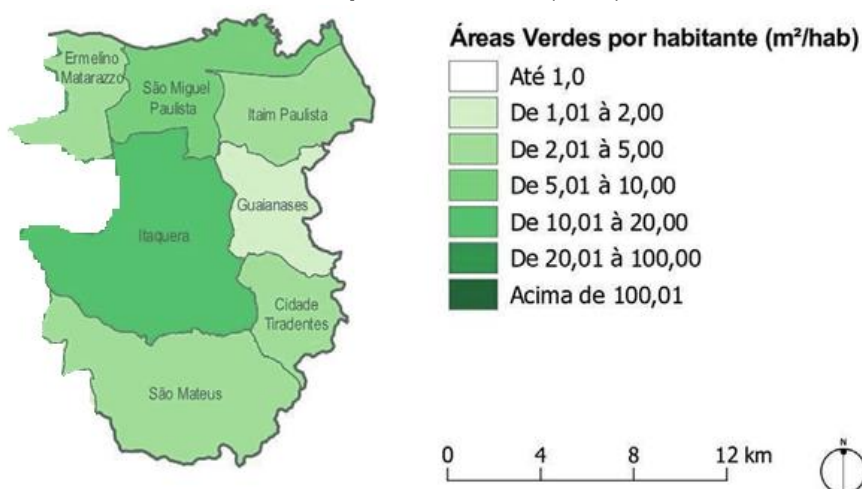 Ermelino
Matarazzo
São Miguel
Paulista
Itaim Paulista
Guaianases
Itaquera
Cidade
Tiradentes
São Mateus
Áreas Verdes por habitante (m²/hab)
Até 1,0
De 1,01 à 2,00
De 2,01 à 5,00
De 5,01 à 10,00
De 10,01 à 20,00
De 20,01 à 100,00
Acima de 100,01
0 4 8 12 km
N